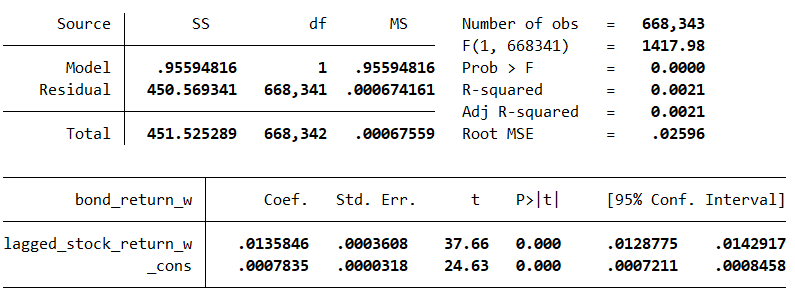 Source SS df MS Number of obs = 668,343
F(1, 668341) = 1417.98
Model .95594816 1 .95594816 Prob > F = 0.0000
Residual 450.569341 668,341 .000674161 R-squared = 0.0021
Adj R-squared = 0.0021
Total 451.525289 668,342 .00067559 Root MSE = .02596
bond_return_w Coef. Std. Err. t P>|t| [95% Conf. Interval]
lagged_stock_return_w .0135846 .0003608 37.66 0.000 .0128775 .0142917
_cons .0007835 .0000318 24.63 0.000 .0007211 .0008458